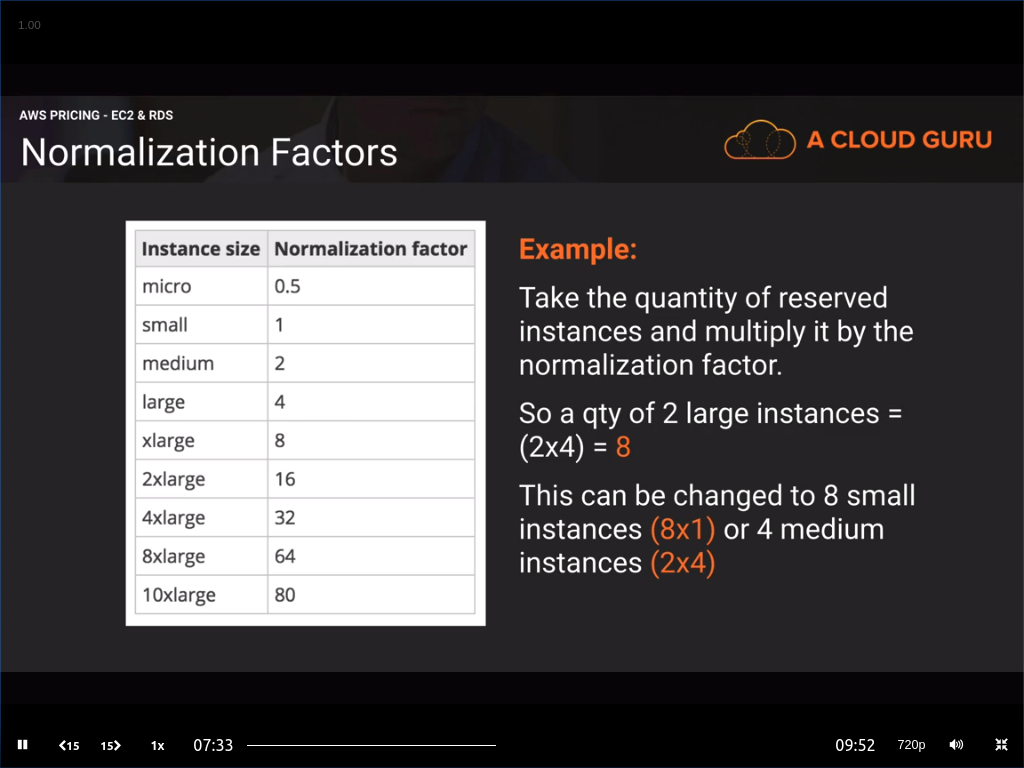 1.00
AWS PRICING - EC2 & RDS
Normalization Factors
A CLOUD GURU
Instance size Normalization factor
micro 0.5
small 1
medium 2
large 4
xlarge 8
2xlarge 16
4xlarge 32
8xlarge 64
10xlarge 80
Example:
Take the quantity of reserved
instances and multiply it by the
normalization factor.
So a qty of 2 large instances =
(2x4) = 8
This can be changed to 8 small
instances (8x1) or 4 medium
instances (2x4)
15 15 1x 07:33 09:52 720p